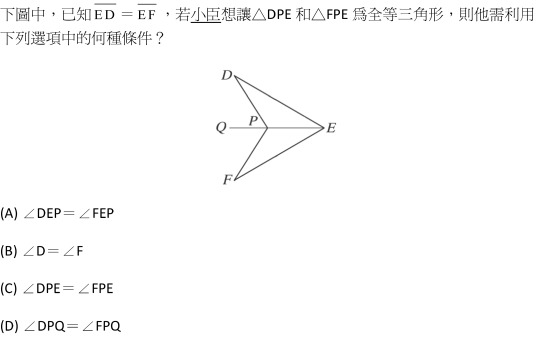 下圖中，已知 ED = EF ，若小臣想讓△DPE 和△FPE 為全等三角形，則他需利用
下列選項中的何種條件？
D
Q P E
F
(A) ∠DEP=∠FEP
(B) ∠D=∠F
(C) ∠DPE=∠FPE
(D) ∠DPQ=∠FPQ